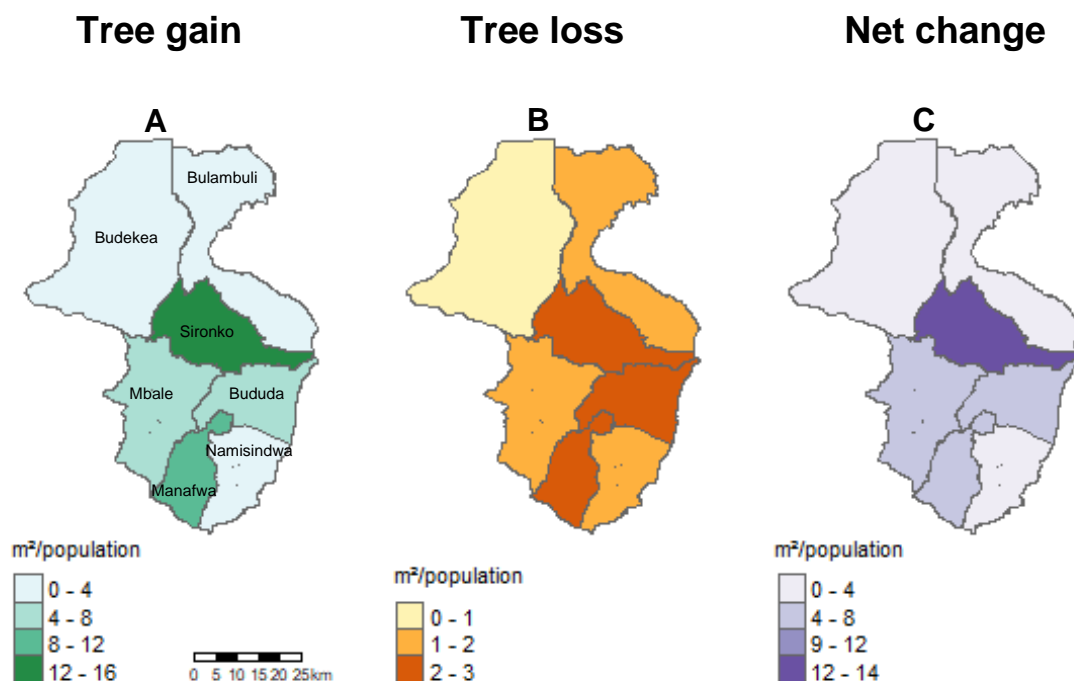 Tree gain
Tree loss
Net change
A
B
C
Bulambuli
Budekea
Sironko
Mbale
Bududa
Namisindwa
Manafwa
m²/population
0 - 4
4 - 8
8 - 12
12 - 16
0 5 10 15 20 25km
m²/population
0 - 1
1 - 2
2 - 3
m²/population
0 - 4
4 - 8
9 - 12
12 - 14